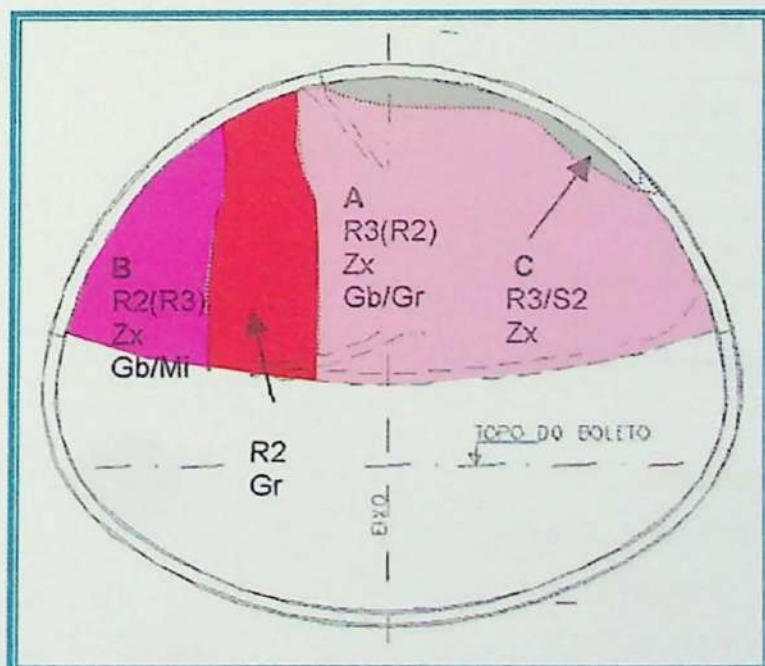 A
R3(R2)
Zx
Gb/Gr
B
R2(R3)
Zx
Gb/Mi
C
R3/S2
Zx
R2
Gr
TOPO DO BOLETO
EIXO